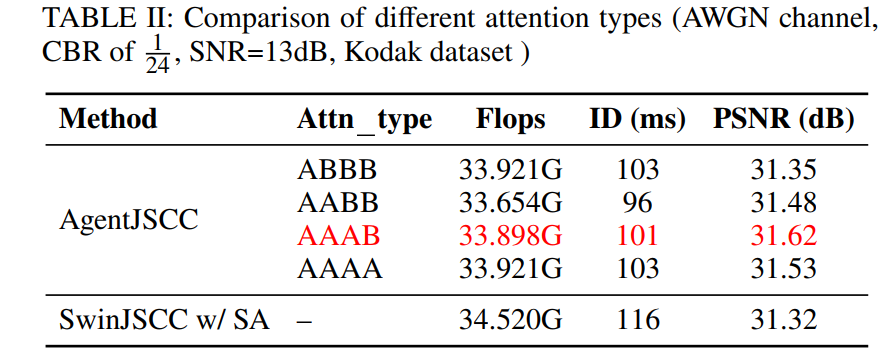 TABLE II: Comparison of different attention types (AWGN channel,
CBR of 1/24, SNR=13dB, Kodak dataset )
Method Attn_type Flops ID (ms) PSNR (dB)
ABBB 33.921G 103 31.35
AABB 33.654G 96 31.48
AgentJSCC
AAAB 33.898G 101 31.62
AAAA 33.921G 103 31.53
SwinJSCC w/ SA – 34.520G 116 31.32